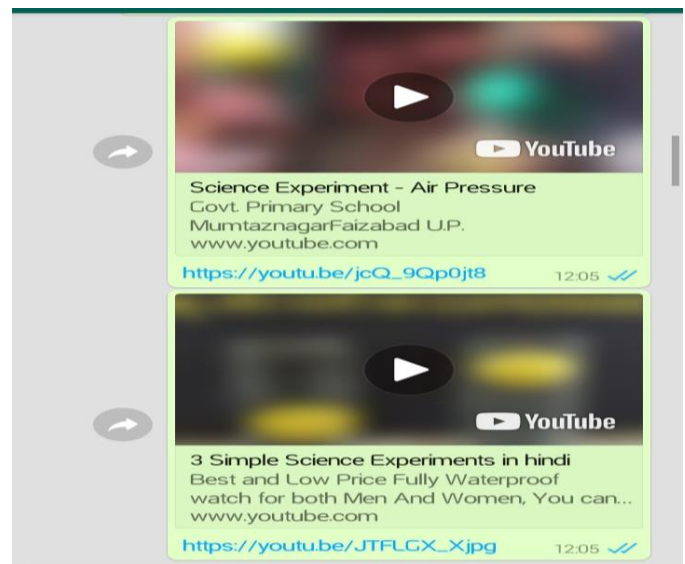 YouTube
Science Experiment - Air Pressure
Govt. Primary School
MumtaznagarFaizabad U.P.
www.youtube.com
https://youtu.be/jcQ_9Qp0jt8 12:05
YouTube
3 Simple Science Experiments in hindi
Best and Low Price Fully Waterproof
watch for both Men And Women, You can...
www.youtube.com
https://youtu.be/JTFLGX_Xjpg 12:05